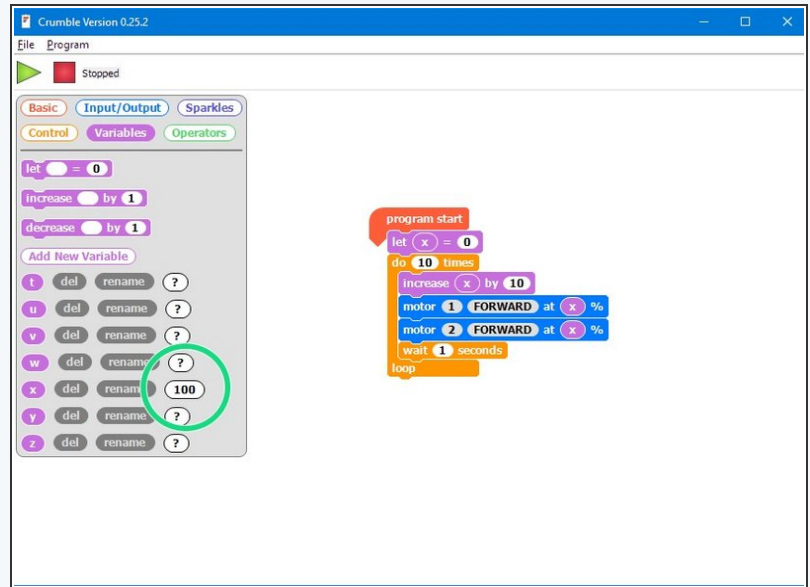 Crumble Version 0.25.2
File Program
Stopped
Basic Input/Output Sparkles
Control Variables Operators
let = 0
increase by 1
decrease by 1
Add New Variable
t del rename ?
u del rename ?
v del rename ?
w del rename ?
x del rename 100
y del rename ?
z del rename ?
program start
let x = 0
do 10 times
increase x by 10
motor 1 FORWARD at x %
motor 2 FORWARD at x %
wait 1 seconds
loop